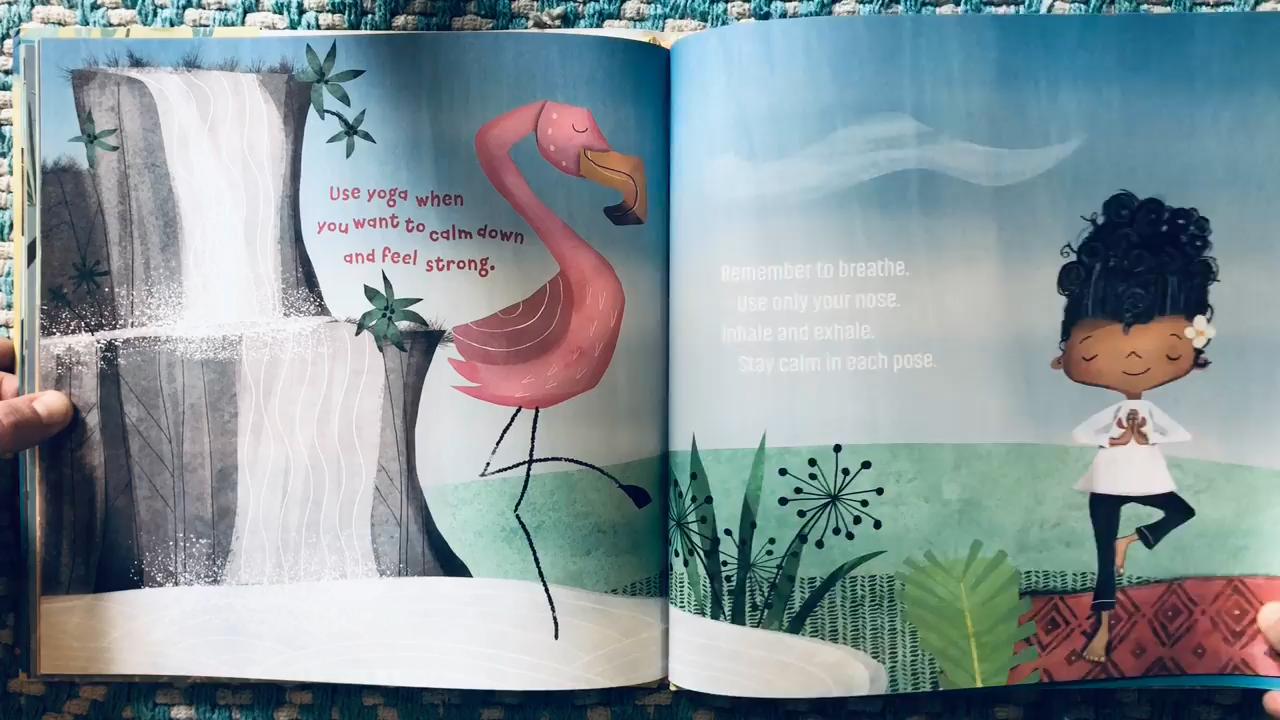 Use yoga when
you want to calm down
and feel strong.
Remember to breathe.
Use only your nose.
Inhale and exhale.
Stay calm in each pose.